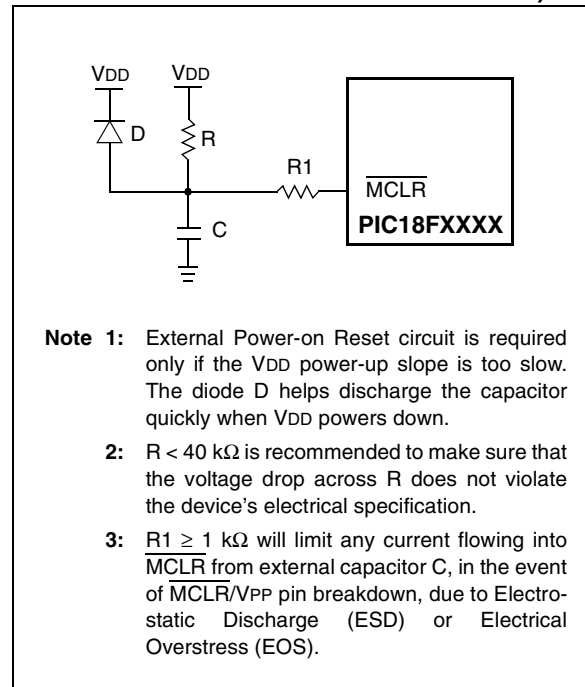 VDD VDD
D
R
R1
MCLR
C
PIC18FXXXX
Note 1: External Power-on Reset circuit is required
only if the VDD power-up slope is too slow.
The diode D helps discharge the capacitor
quickly when VDD powers down.
2: R < 40 kΩ is recommended to make sure that
the voltage drop across R does not violate
the device's electrical specification.
3: R1 ≥ 1 kΩ will limit any current flowing into
MCLR from external capacitor C, in the event
of MCLR/VPP pin breakdown, due to Electro-
static Discharge (ESD) or Electrical
Overstress (EOS).